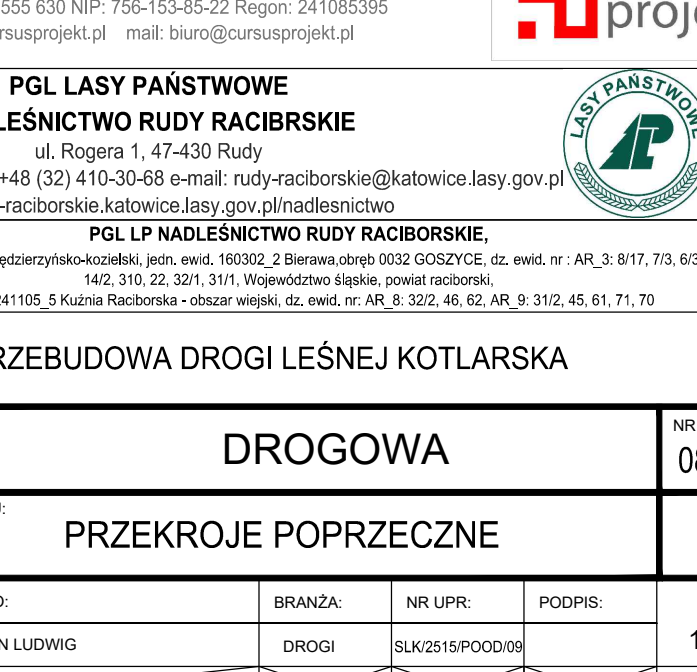 555 630 NIP: 756-153-85-22 Regon: 241085395
rsusprojekt.pl mail: biuro@cursusprojekt.pl
proje
PGL LASY PAŃSTWOWE
LEŚNICTWO RUDY RACIBRSKIE
ul. Rogera 1, 47-430 Rudy
+48 (32) 410-30-68 e-mail: rudy-raciborskie@katowice.lasy.gov.pl
-raciborskie.katowice.lasy.gov.pl/nadlesnictwo
LASY PAŃSTWOWE
PGL LP NADLEŚNICTWO RUDY RACIBORSKIE,
ędzierzyńsko-kozielski, jedn. ewid. 160302_2 Bierawa,obręb 0032 GOSZYCE, dz. ewid. nr : AR_3: 8/17, 7/3, 6/3
14/2, 310, 22, 32/1, 31/1, Województwo śląskie, powiat raciborski,
241105_5 Kuźnia Raciborska - obszar wiejski, dz. ewid. nr: AR_8: 32/2, 46, 62, AR_9: 31/2, 45, 61, 71, 70
RZEBUDOWA DROGI LEŚNEJ KOTLARSKA
DROGOWA
NR
08
PRZEKROJE POPRZECZNE
BRANŻA: NR UPR: PODPIS:
N LUDWIG DROGI SLK/2515/POOD/09
1